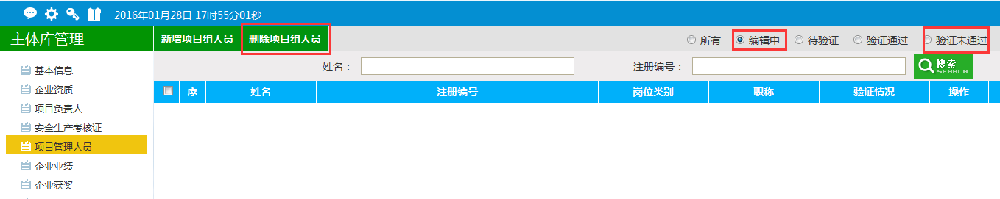 2016年01月28日 17时55分01秒
主体库管理
新增项目组人员 删除项目组人员 所有 编辑中 待验证 验证通过 验证未通过
姓名： 注册编号： 搜索 SEARCH
序 姓名 注册编号 岗位类别 职称 验证情况 操作
基本信息
企业资质
项目负责人
安全生产考核证
项目管理人员
企业业绩
企业获奖